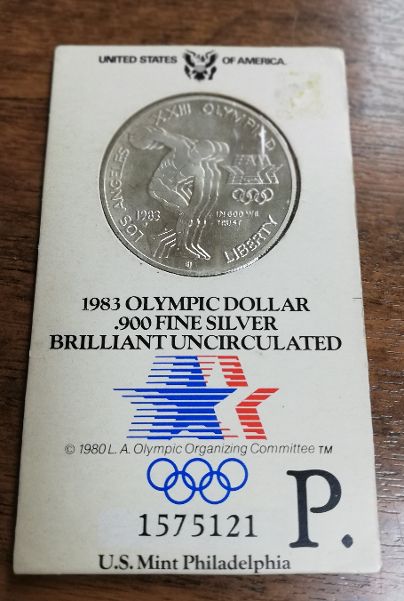 UNITED STATES OF AMERICA
LOS ANGELES XXIII OLYMPIAD
1983
IN GOD WE
TRUST
LIBERTY
1983 OLYMPIC DOLLAR
.900 FINE SILVER
BRILLIANT UNCIRCULATED
© 1980 L. A. Olympic Organizing Committee TM
1575121
P.
U.S. Mint Philadelphia